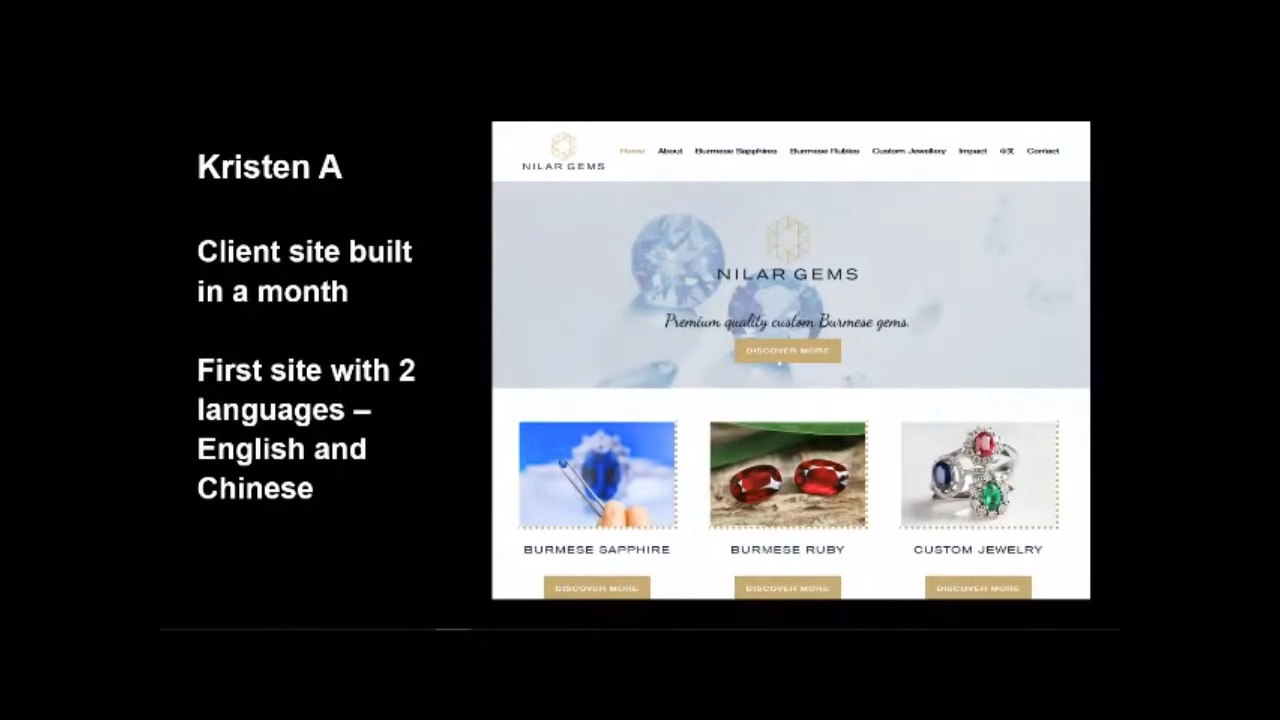 Kristen A
Client site built
in a month
First site with 2
languages –
English and
Chinese
NILAR GEMS
Home About Burmese Sapphires Burmese Rubies Custom Jewellery Impact 中文 Contact
NILAR GEMS
Premium quality custom Burmese gems.
DISCOVER MORE
BURMESE SAPPHIRE BURMESE RUBY CUSTOM JEWELRY
DISCOVER MORE DISCOVER MORE DISCOVER MORE